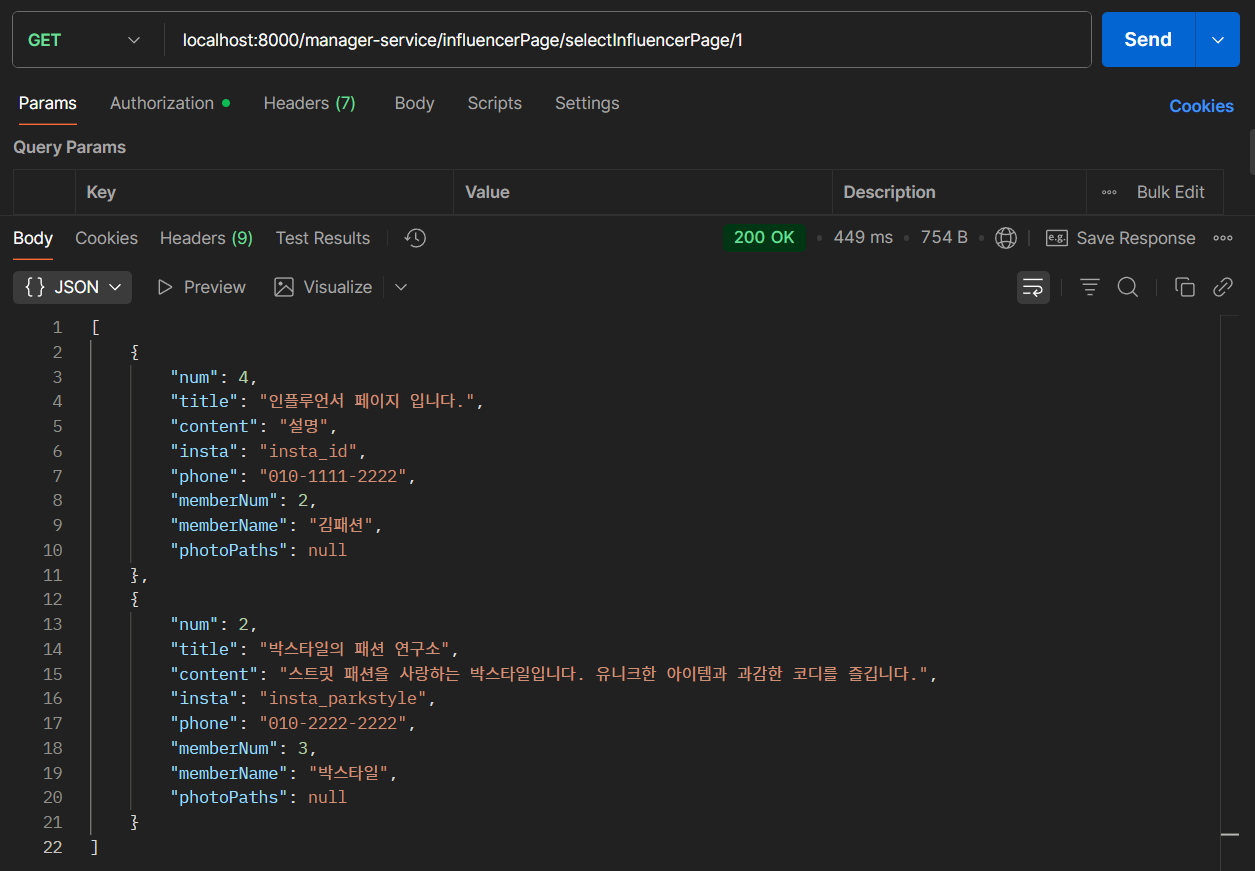 GET localhost:8000/manager-service/influencerPage/selectInfluencerPage/1 Send
Params Authorization Headers (7) Body Scripts Settings Cookies
Query Params
Key Value Description Bulk Edit
Body Cookies Headers (9) Test Results 200 OK 449 ms 754 B e.g. Save Response
{} JSON Preview Visualize
1 [
2 {
3 "num": 4,
4 "title": "인플루언서 페이지 입니다.",
5 "content": "설명",
6 "insta": "insta_id",
7 "phone": "010-1111-2222",
8 "memberNum": 2,
9 "memberName": "김패션",
10 "photoPaths": null
11 },
12 {
13 "num": 2,
14 "title": "박스타일의 패션 연구소",
15 "content": "스트릿 패션을 사랑하는 박스타일입니다. 유니크한 아이템과 과감한 코디를 즐깁니다.",
16 "insta": "insta_parkstyle",
17 "phone": "010-2222-2222",
18 "memberNum": 3,
19 "memberName": "박스타일",
20 "photoPaths": null
21 }
22 ]